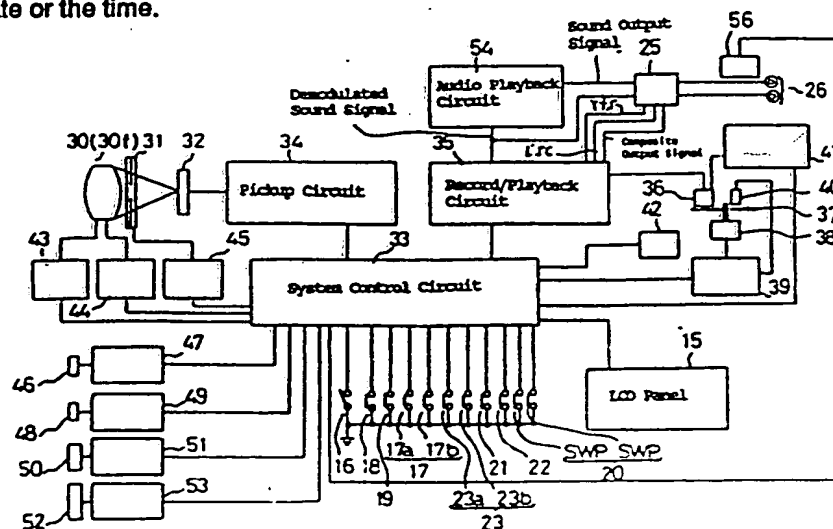 ate or the time.
Sound Output
Signal
56
54
25
Audio Playback
Circuit
Demodulated
Sound Signal
26
30(30f) 31 32 34 35
Composite
Output Signal
Pickup Circuit
Record/Playback
Circuit
36
42
37
38
39
43 44 45 33
System Control Circuit
15
LCD Panel
46 47
48 49
50 51
52 53
16 18 19 17a 17b 21 22 SWP SWP
17 20
23a 23b
23